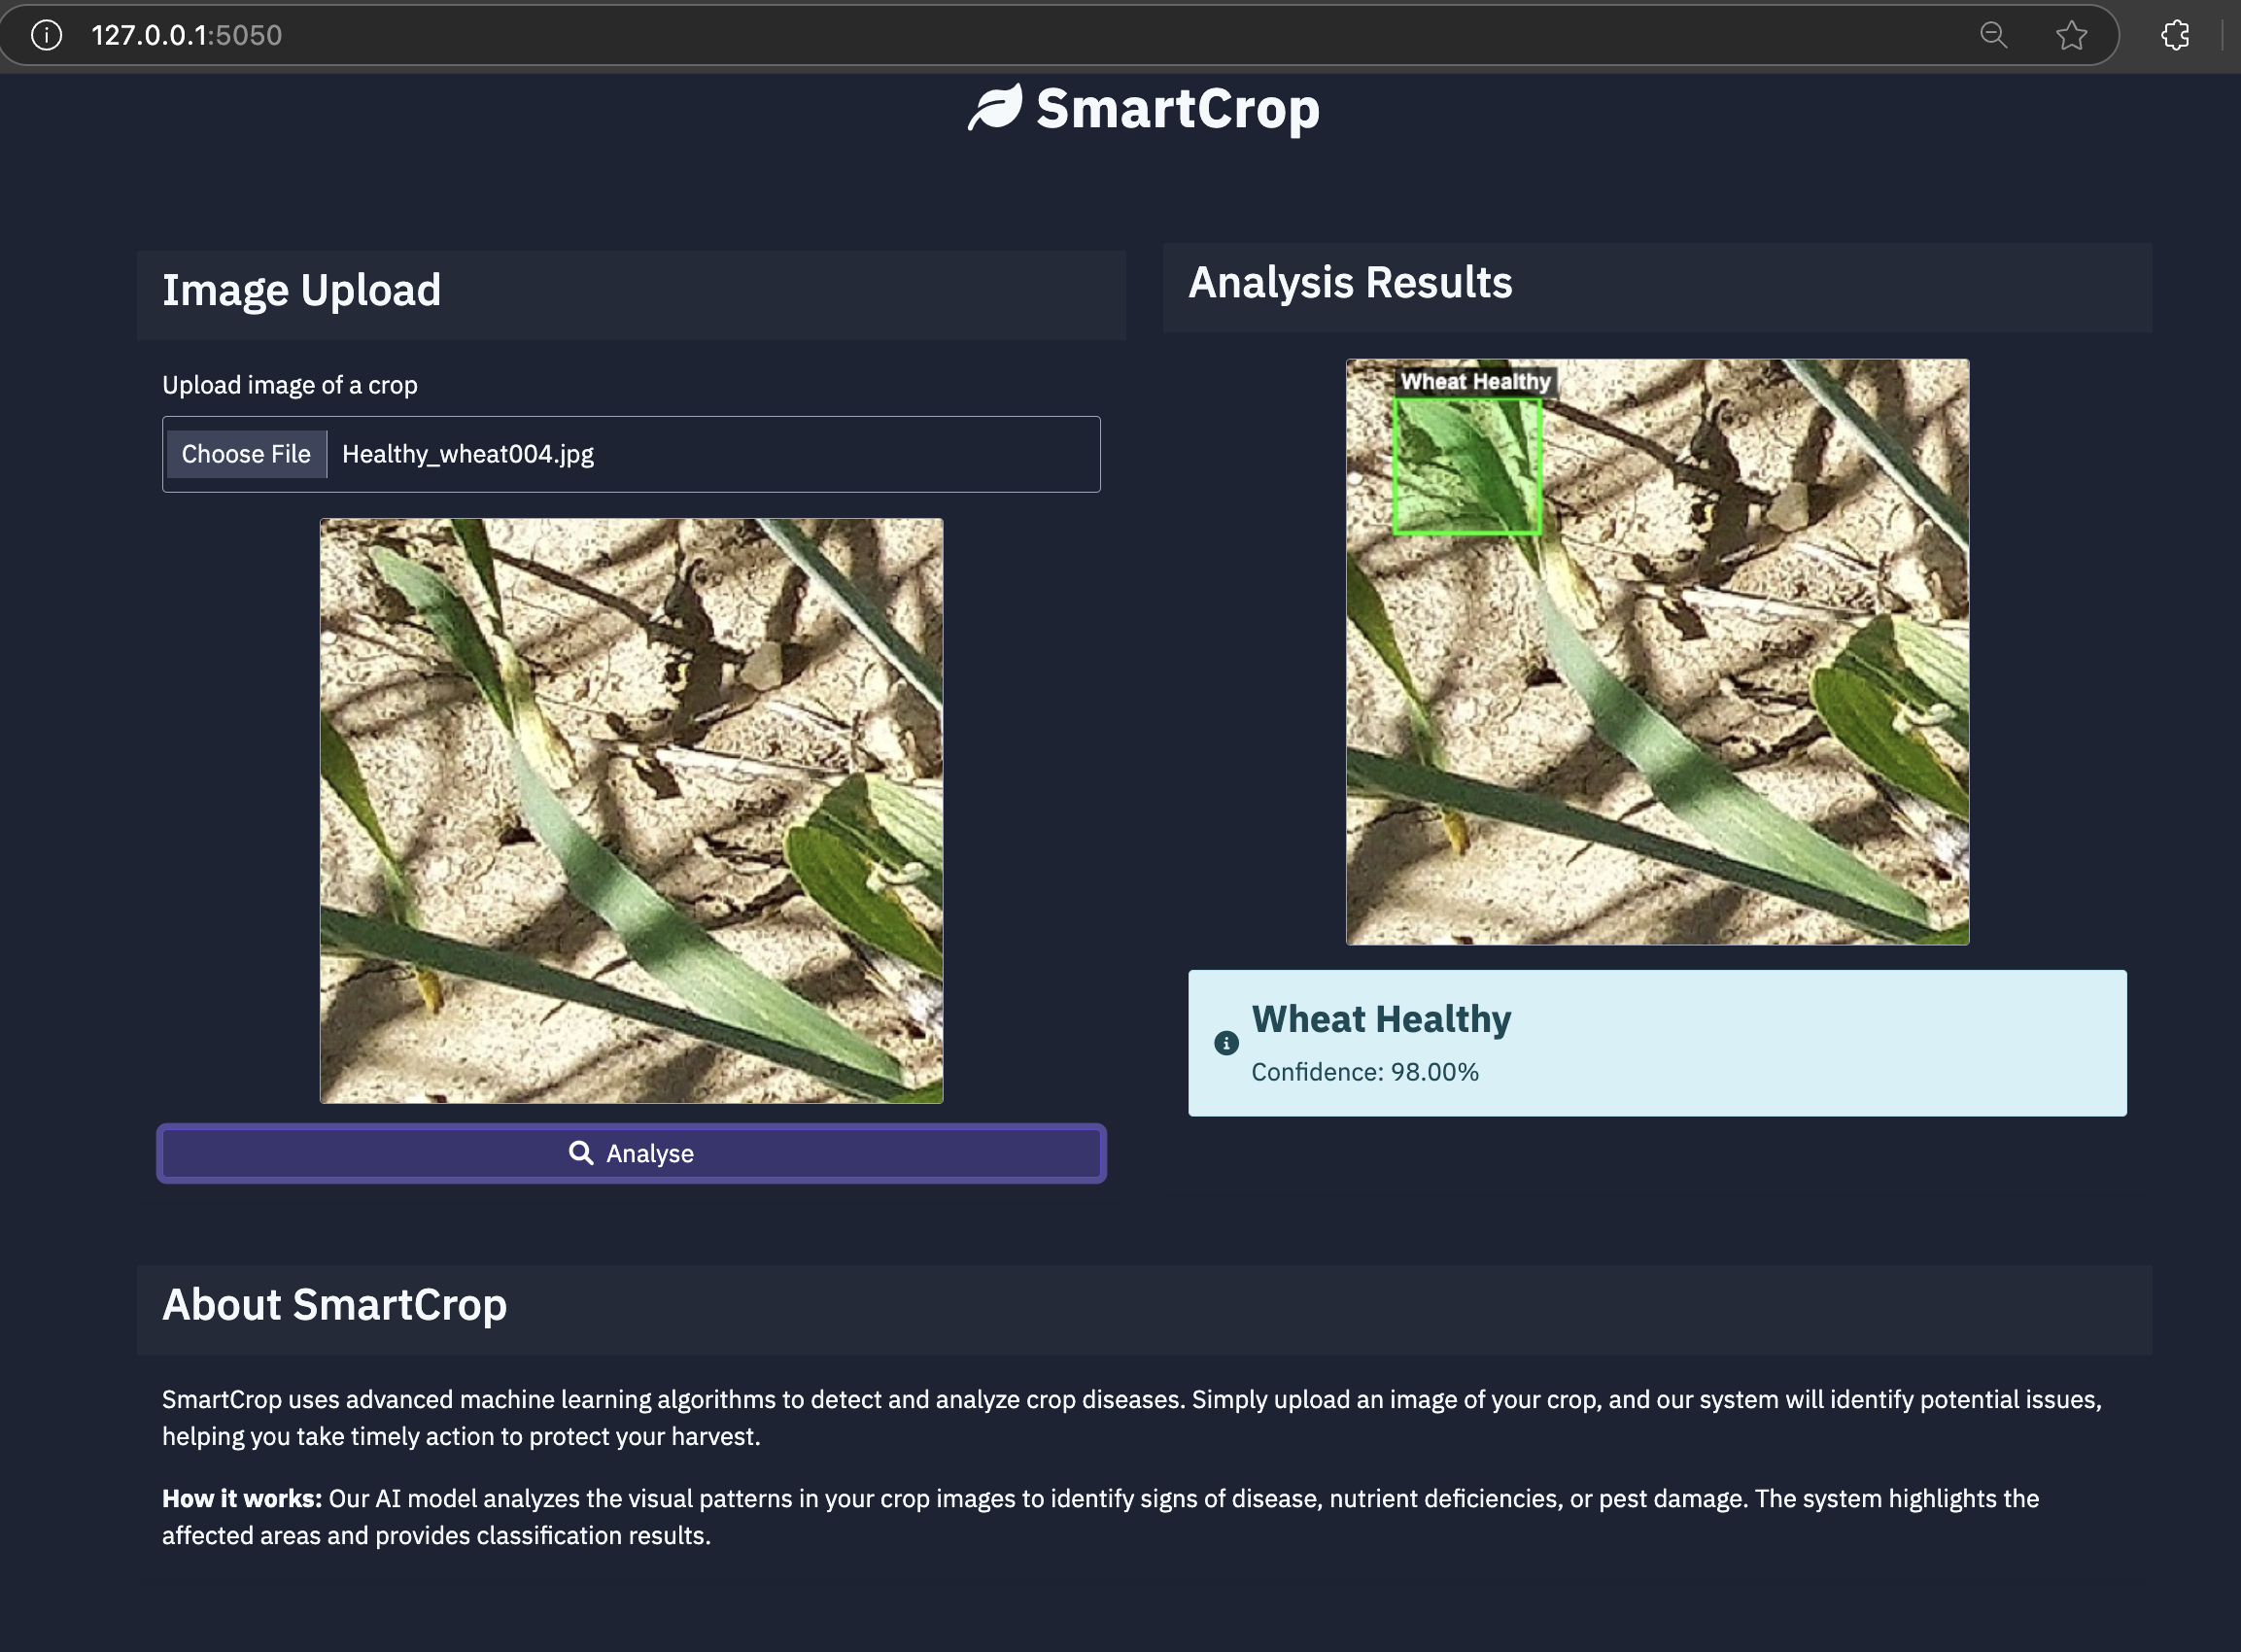 127.0.0.1:5050
SmartCrop
Image Upload
Upload image of a crop
Choose File Healthy_wheat004.jpg
Analyse
Analysis Results
Wheat Healthy
Wheat Healthy
Confidence: 98.00%
About SmartCrop
SmartCrop uses advanced machine learning algorithms to detect and analyze crop diseases. Simply upload an image of your crop, and our system will identify potential issues,
helping you take timely action to protect your harvest.
How it works: Our AI model analyzes the visual patterns in your crop images to identify signs of disease, nutrient deficiencies, or pest damage. The system highlights the
affected areas and provides classification results.